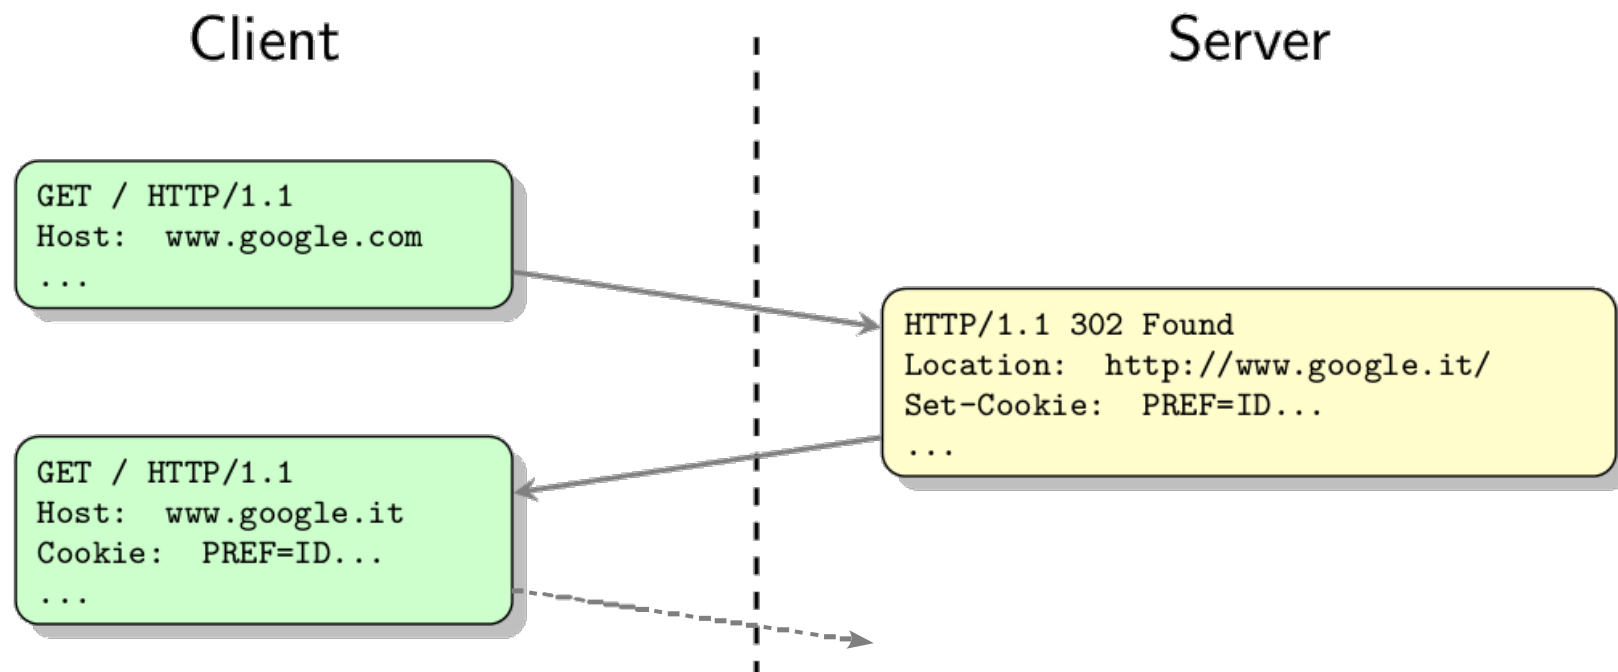 Client
Server
GET / HTTP/1.1
Host: www.google.com
...
HTTP/1.1 302 Found
Location: http://www.google.it/
Set-Cookie: PREF=ID...
...
GET / HTTP/1.1
Host: www.google.it
Cookie: PREF=ID...
...